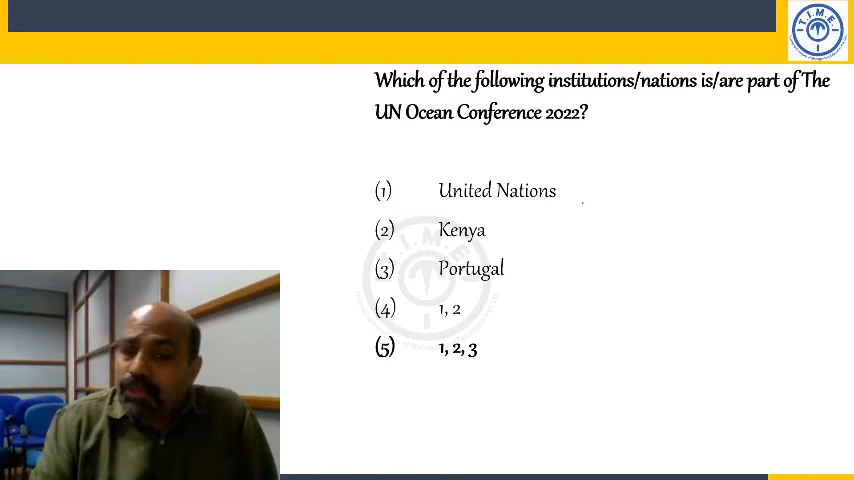 T.I.M.E.
Which of the following institutions/nations is/are part of The
UN Ocean Conference 2022?
(1) United Nations
(2) Kenya
(3) Portugal
(4) 1, 2
(5) 1, 2, 3